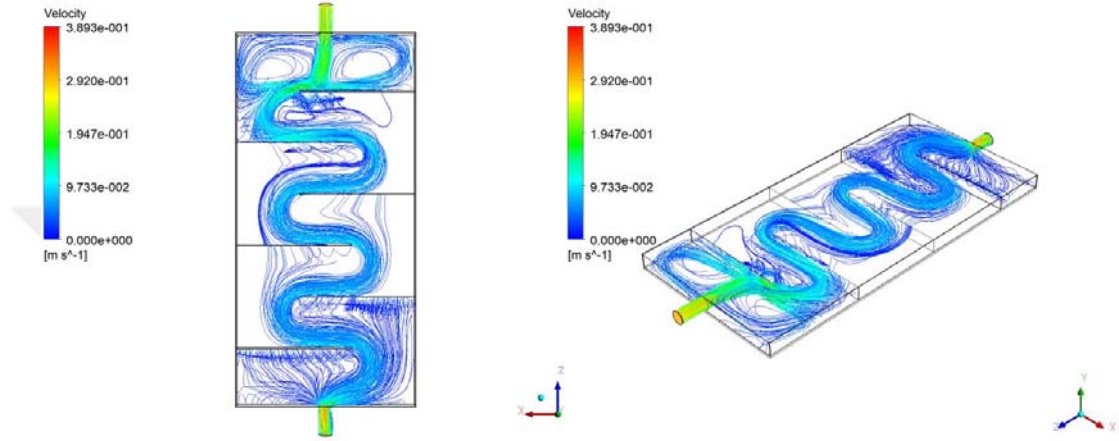 Velocity
3.893e-001
2.920e-001
1.947e-001
9.733e-002
0.000e+000
[m s^-1]
Z
X
Y
Velocity
3.893e-001
2.920e-001
1.947e-001
9.733e-002
0.000e+000
[m s^-1]
Y
Z
X